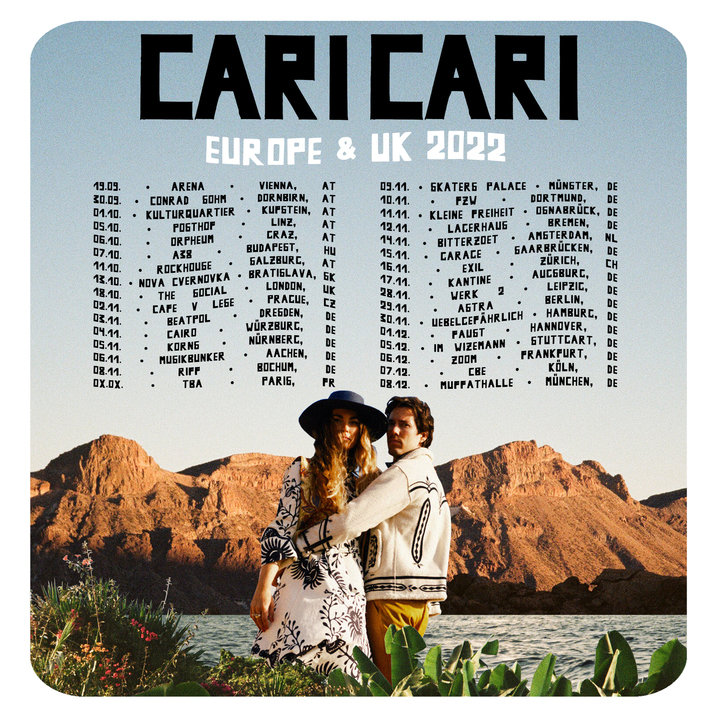 CARI CARI
EUROPE & UK 2022
19.09. • ARENA • VIENNA, AT
30.09. • CONRAD SOHM • DORNBIRN, AT
01.10. • KULTURQUARTIER • KUFSTEIN, AT
05.10. • POSTHOF • LINZ, AT
06.10. • ORPHEUM • GRAZ, AT
07.10. • A38 • BUDAPEST, HU
11.10. • ROCKHOUSE • SALZBURG, AT
13.10. • NOVA CVERNOVKA • BRATISLAVA, SK
18.10. • THE SOCIAL • LONDON, UK
02.11. • CAFE V LESE • PRAGUE, CZ
03.11. • BEATPOL • DRESDEN, DE
04.11. • CAIRO • WÜRZBURG, DE
05.11. • KORNS • NÜRNBERG, DE
06.11. • MUSIKBUNKER • AACHEN, DE
08.11. • RIFF • BOCHUM, DE
0X.0X. • TBA • PARIS, FR
09.11. • SKATERS PALACE • MÜNSTER, DE
10.11. • FZW • DORTMUND, DE
11.11. • KLEINE FREIHEIT • OSNABRÜCK, DE
12.11. • LAGERHAUS • BREMEN, DE
14.11. • BITTERZOET • AMSTERDAM, NL
15.11. • GARAGE • SAARBRÜCKEN, DE
16.11. • EXIL • ZÜRICH, CH
17.11. • KANTINE • AUGSBURG, DE
28.11. • WERK 2 • LEIPZIG, DE
29.11. • ASTRA • BERLIN, DE
30.11. • UEBELGEFÄHRLICH • HAMBURG, DE
01.12. • FAUST • HANNOVER, DE
05.12. • IM WIZEMANN • STUTTGART, DE
06.12. • ZOOM • FRANKFURT, DE
07.12. • CBE • KÖLN, DE
08.12. • MUFFATHALLE • MÜNCHEN, DE